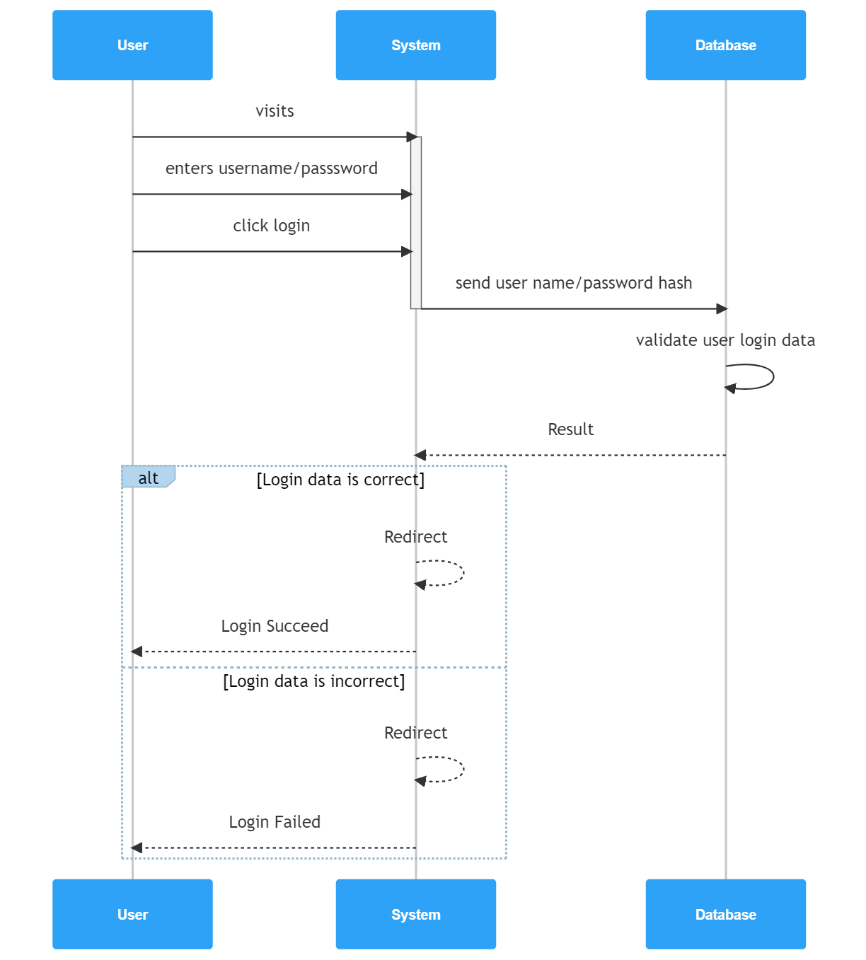 User
System
Database
visits
enters username/passsword
click login
send user name/password hash
validate user login data
Result
alt
[Login data is correct]
Redirect
Login Succeed
[Login data is incorrect]
Redirect
Login Failed
User
System
Database